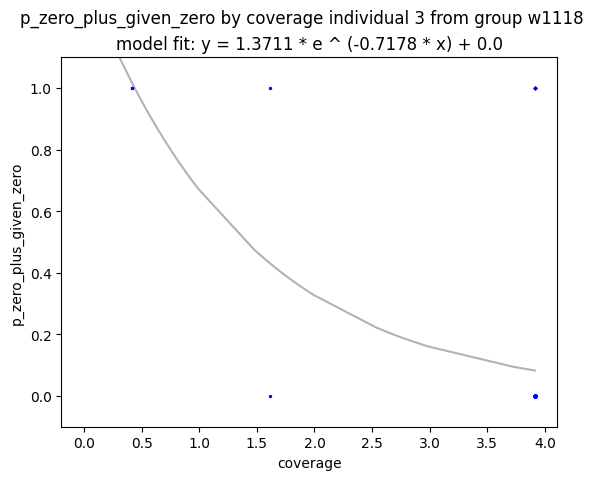 p_zero_plus_given_zero by coverage individual 3 from group w1118
model fit: y = 1.3711 * e ^ (-0.7178 * x) + 0.0
1.0
0.8
0.6
0.4
0.2
0.0
p_zero_plus_given_zero
0.0 0.5 1.0 1.5 2.0 2.5 3.0 3.5 4.0
coverage